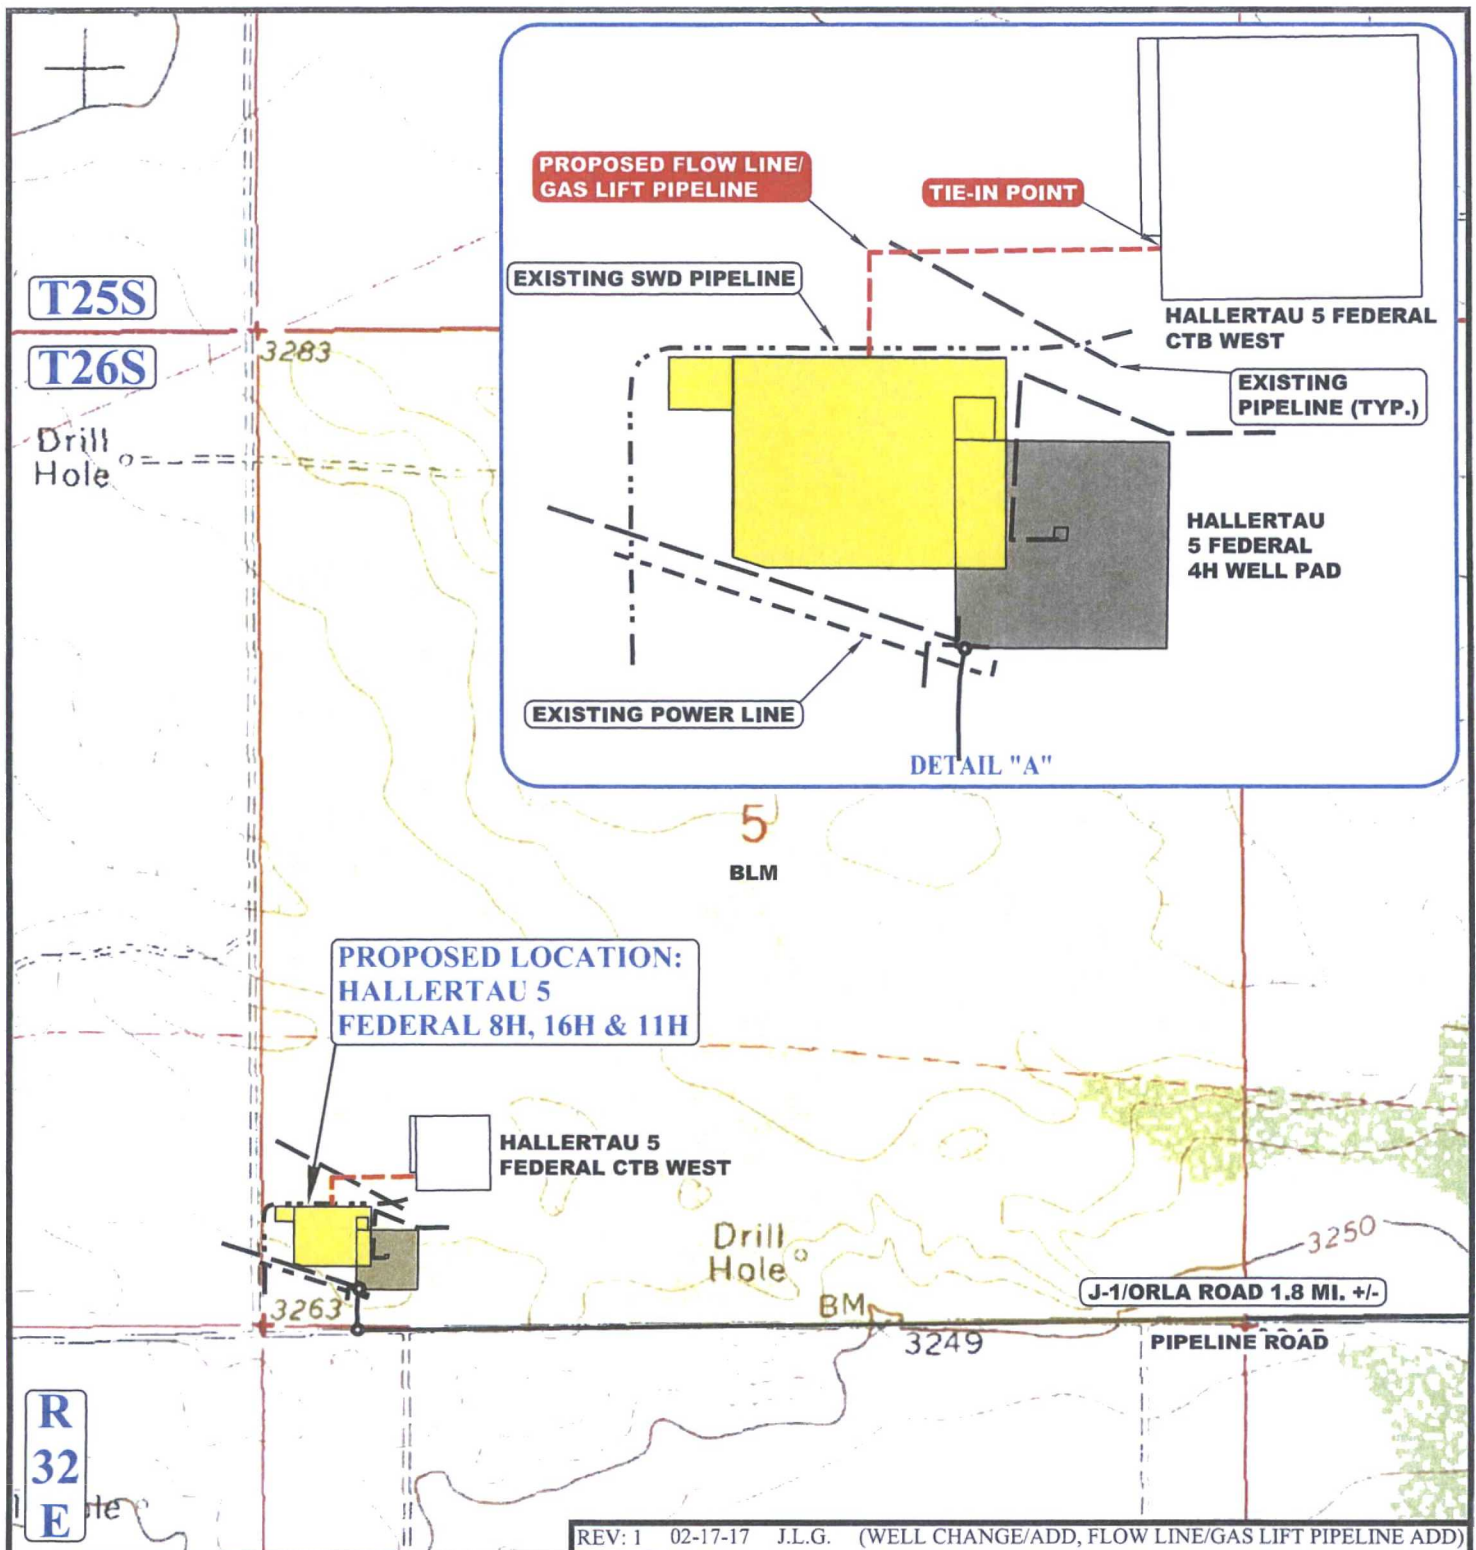 PROPOSED FLOW LINE/
GAS LIFT PIPELINE
TIE-IN POINT
EXISTING SWD PIPELINE
HALLERTAU 5 FEDERAL
CTB WEST
EXISTING
PIPELINE (TYP.)
HALLERTAU
5 FEDERAL
4H WELL PAD
EXISTING POWER LINE
DETAIL "A"
T25S
T26S
3283
Drill
Hole
5
BLM
PROPOSED LOCATION:
HALLERTAU 5
FEDERAL 8H, 16H & 11H
HALLERTAU 5
FEDERAL CTB WEST
Drill
Hole
3250
J-1/ORLA ROAD 1.8 MI. +/-
3263
BM
3249
PIPELINE ROAD
R
32
E
REV: 1 02-17-17 J.L.G. (WELL CHANGE/ADD, FLOW LINE/GAS LIFT PIPELINE ADD)